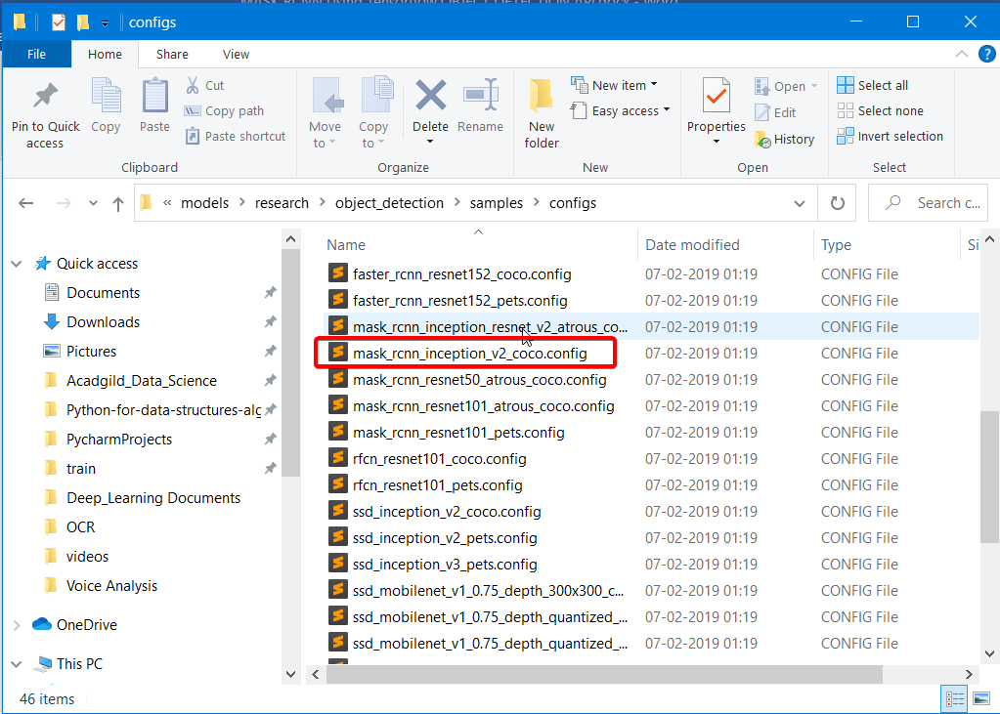 MASK_RCNN Using Tensorflow OBJECT DETECTION API.docx - Word
configs
File Home Share View
Pin to Quick access
Copy
Paste
Cut
Copy path
Paste shortcut
Clipboard
Move to
Copy to
Delete
Rename
Organize
New folder
New item
Easy access
New
Properties
Open
Edit
History
Open
Select all
Select none
Invert selection
Select
« models > research > object_detection > samples > configs
Search c...
Quick access
Documents
Downloads
Pictures
Acadgild_Data_Science
Python-for-data-structures-alg
PycharmProjects
train
Deep_Learning Documents
OCR
videos
Voice Analysis
OneDrive
This PC
Name Date modified Type Si
faster_rcnn_resnet152_coco.config 07-02-2019 01:19 CONFIG File
faster_rcnn_resnet152_pets.config 07-02-2019 01:19 CONFIG File
mask_rcnn_inception_resnet_v2_atrous_co... 07-02-2019 01:19 CONFIG File
mask_rcnn_inception_v2_coco.config 07-02-2019 01:19 CONFIG File
mask_rcnn_resnet50_atrous_coco.config 07-02-2019 01:19 CONFIG File
mask_rcnn_resnet101_atrous_coco.config 07-02-2019 01:19 CONFIG File
mask_rcnn_resnet101_pets.config 07-02-2019 01:19 CONFIG File
rfcn_resnet101_coco.config 07-02-2019 01:19 CONFIG File
rfcn_resnet101_pets.config 07-02-2019 01:19 CONFIG File
ssd_inception_v2_coco.config 07-02-2019 01:19 CONFIG File
ssd_inception_v2_pets.config 07-02-2019 01:19 CONFIG File
ssd_inception_v3_pets.config 07-02-2019 01:19 CONFIG File
ssd_mobilenet_v1_0.75_depth_300x300_c... 07-02-2019 01:19 CONFIG File
ssd_mobilenet_v1_0.75_depth_quantized_... 07-02-2019 01:19 CONFIG File
ssd_mobilenet_v1_0.75_depth_quantized_... 07-02-2019 01:19 CONFIG File
46 items